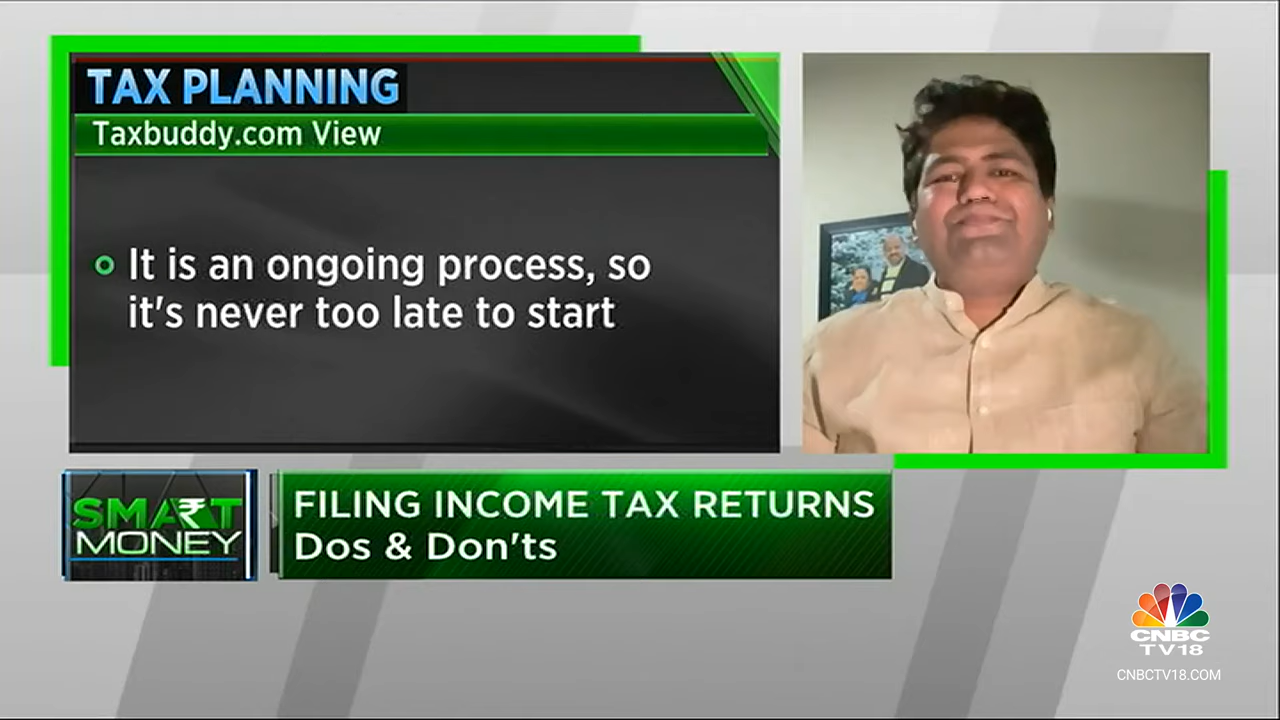 TAX PLANNING
Taxbuddy.com View
It is an ongoing process, so
it's never too late to start
SMA₹T
MONEY
FILING INCOME TAX RETURNS
Dos & Don'ts
CNBC
TV18
CNBCTV18.COM